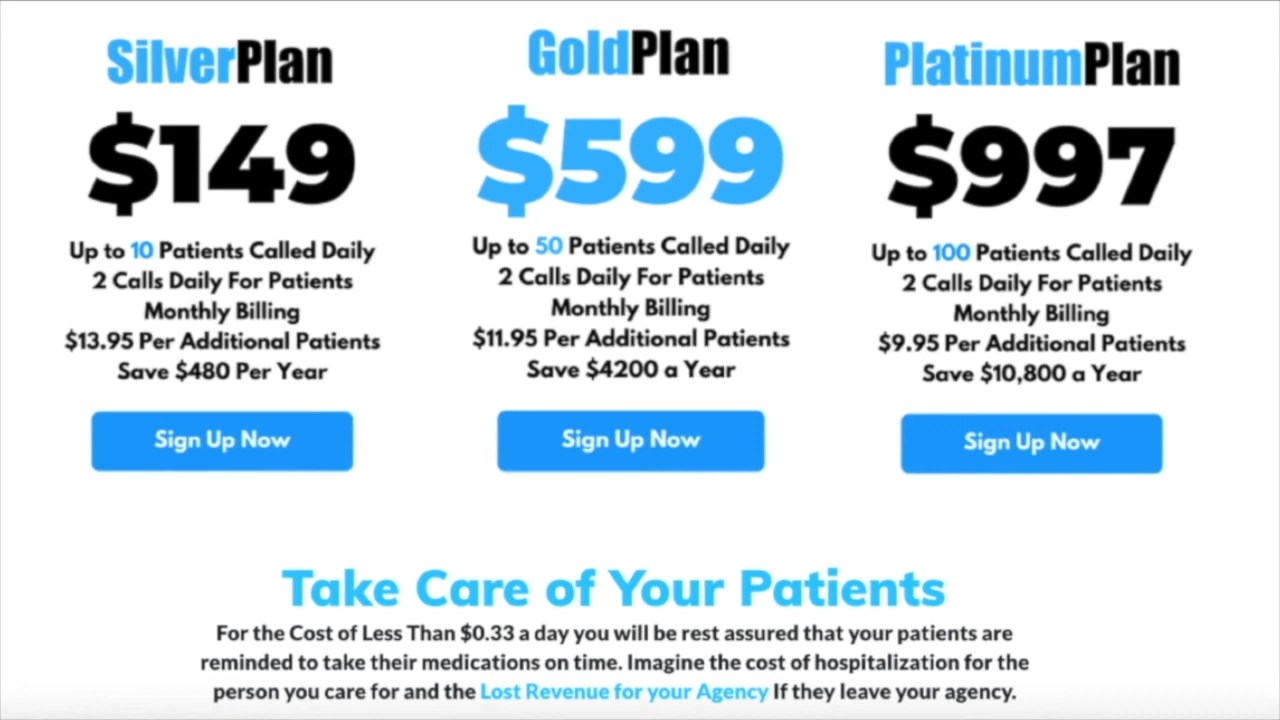 SilverPlan
$149
Up to 10 Patients Called Daily
2 Calls Daily For Patients
Monthly Billing
$13.95 Per Additional Patients
Save $480 Per Year
Sign Up Now
GoldPlan
$599
Up to 50 Patients Called Daily
2 Calls Daily For Patients
Monthly Billing
$11.95 Per Additional Patients
Save $4200 a Year
Sign Up Now
PlatinumPlan
$997
Up to 100 Patients Called Daily
2 Calls Daily For Patients
Monthly Billing
$9.95 Per Additional Patients
Save $10,800 a Year
Sign Up Now
Take Care of Your Patients
For the Cost of Less Than $0.33 a day you will be rest assured that your patients are
reminded to take their medications on time. Imagine the cost of hospitalization for the
person you care for and the Lost Revenue for your Agency If they leave your agency.